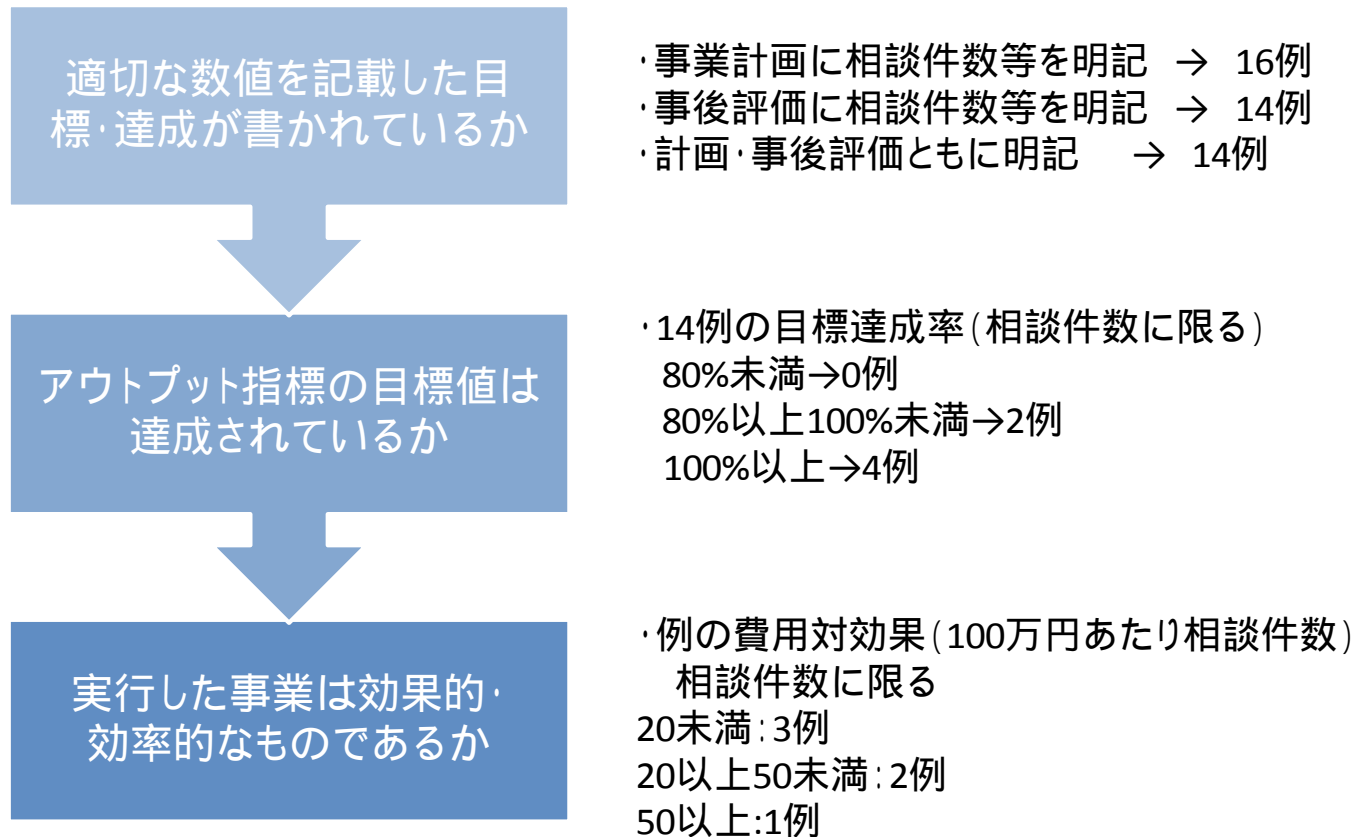 適切な数値を記載した目
標・達成が書かれているか
・事業計画に相談件数等を明記 → 16例
・事後評価に相談件数等を明記 → 14例
・計画・事後評価ともに明記 → 14例
アウトプット指標の目標値は
達成されているか
・14例の目標達成率(相談件数に限る)
80%未満→0例
80%以上100%未満→2例
100%以上→4例
実行した事業は効果的・
効率的なものであるか
・例の費用対効果(100万円あたり相談件数)
相談件数に限る
20未満:3例
20以上50未満:2例
50以上:1例